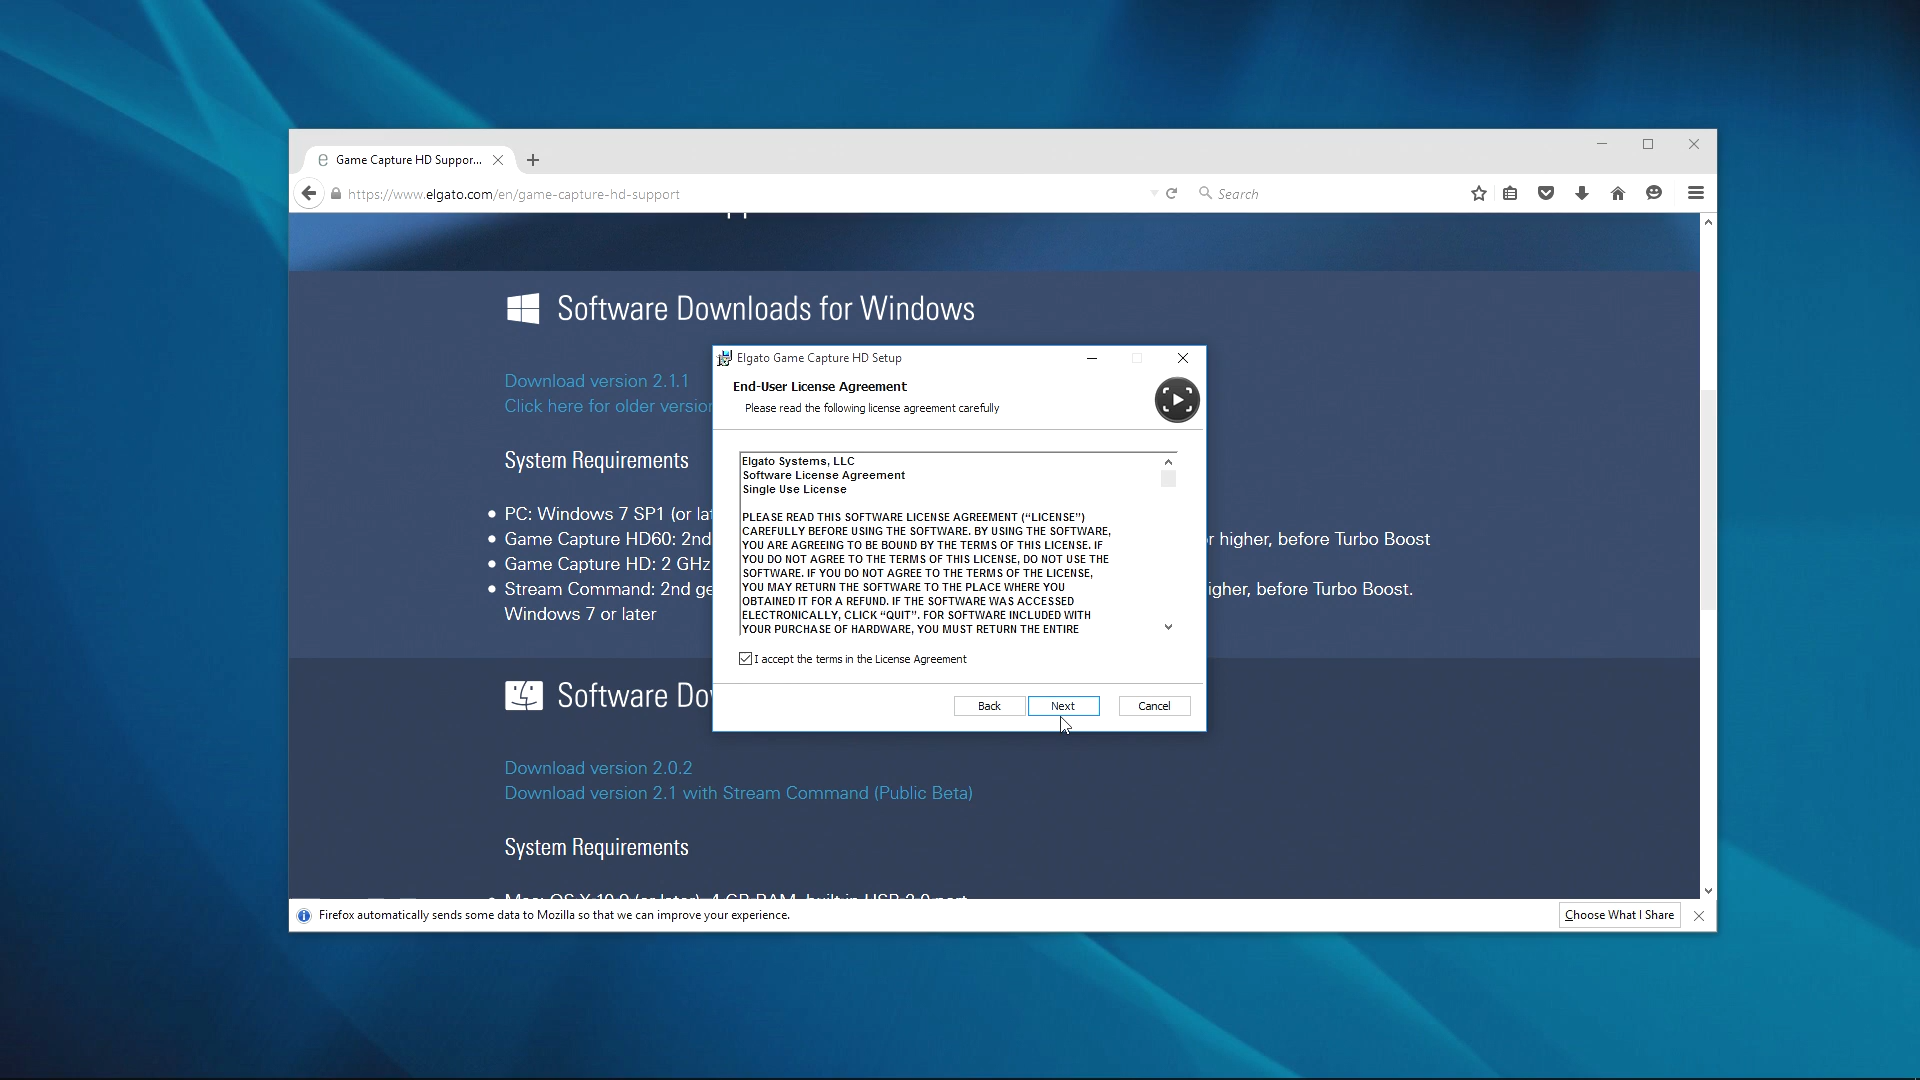 Game Capture HD Suppor...
https://www.elgato.com/en/game-capture-hd-support
Search
Software Downloads for Windows
Download version 2.1.1
Click here for older version
System Requirements
PC: Windows 7 SP1 (or
Game Capture HD60: 2nd
or higher, before Turbo Boost
Game Capture HD: 2 GHz
Stream Command: 2nd
higher, before Turbo Boost.
Windows 7 or later
Elgato Game Capture HD Setup
End-User License Agreement
Please read the following license agreement carefully
Elgato Systems, LLC
Software License Agreement
Single Use License
PLEASE READ THIS SOFTWARE LICENSE AGREEMENT (“LICENSE”)
CAREFULLY BEFORE USING THE SOFTWARE. BY USING THE SOFTWARE,
YOU ARE AGREEING TO BE BOUND BY THE TERMS OF THIS LICENSE. IF
YOU DO NOT AGREE TO THE TERMS OF THIS LICENSE, DO NOT USE THE
SOFTWARE. IF YOU DO NOT AGREE TO THE TERMS OF THE LICENSE,
YOU MAY RETURN THE SOFTWARE TO THE PLACE WHERE YOU
OBTAINED IT FOR A REFUND. IF THE SOFTWARE WAS ACCESSED
ELECTRONICALLY, CLICK “QUIT”. FOR SOFTWARE INCLUDED WITH
YOUR PURCHASE OF HARDWARE, YOU MUST RETURN THE ENTIRE
I accept the terms in the License Agreement
Back Next Cancel
Software
Download version 2.0.2
Download version 2.1 with Stream Command (Public Beta)
System Requirements
Firefox automatically sends some data to Mozilla so that we can improve your experience.
Choose What I Share